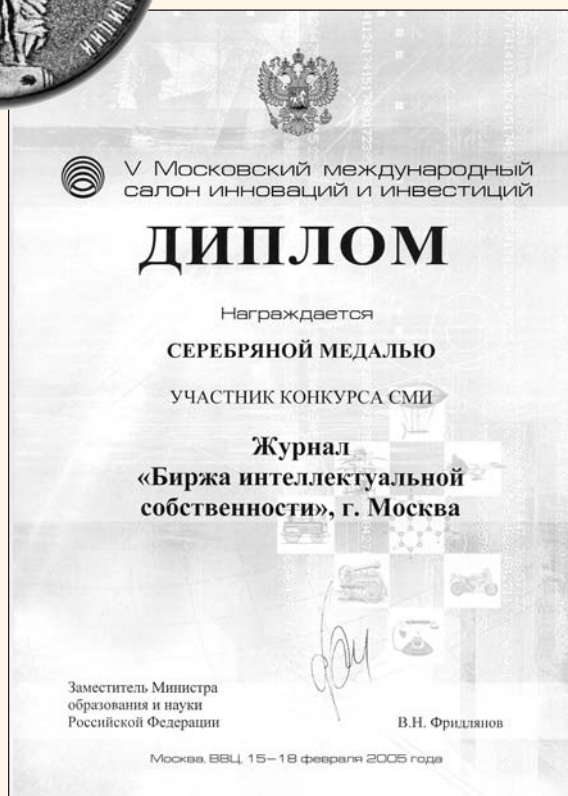 V Московский международный
салон инноваций и инвестиций
ДИПЛОМ
Награждается
СЕРЕБРЯНОЙ МЕДАЛЬЮ
УЧАСТНИК КОНКУРСА СМИ
Журнал
«Биржа интеллектуальной
собственности», г. Москва
Заместитель Министра
образования и науки
Российской Федерации
В.Н. Фридлянов
Москва, ВВЦ, 15–18 февраля 2005 года